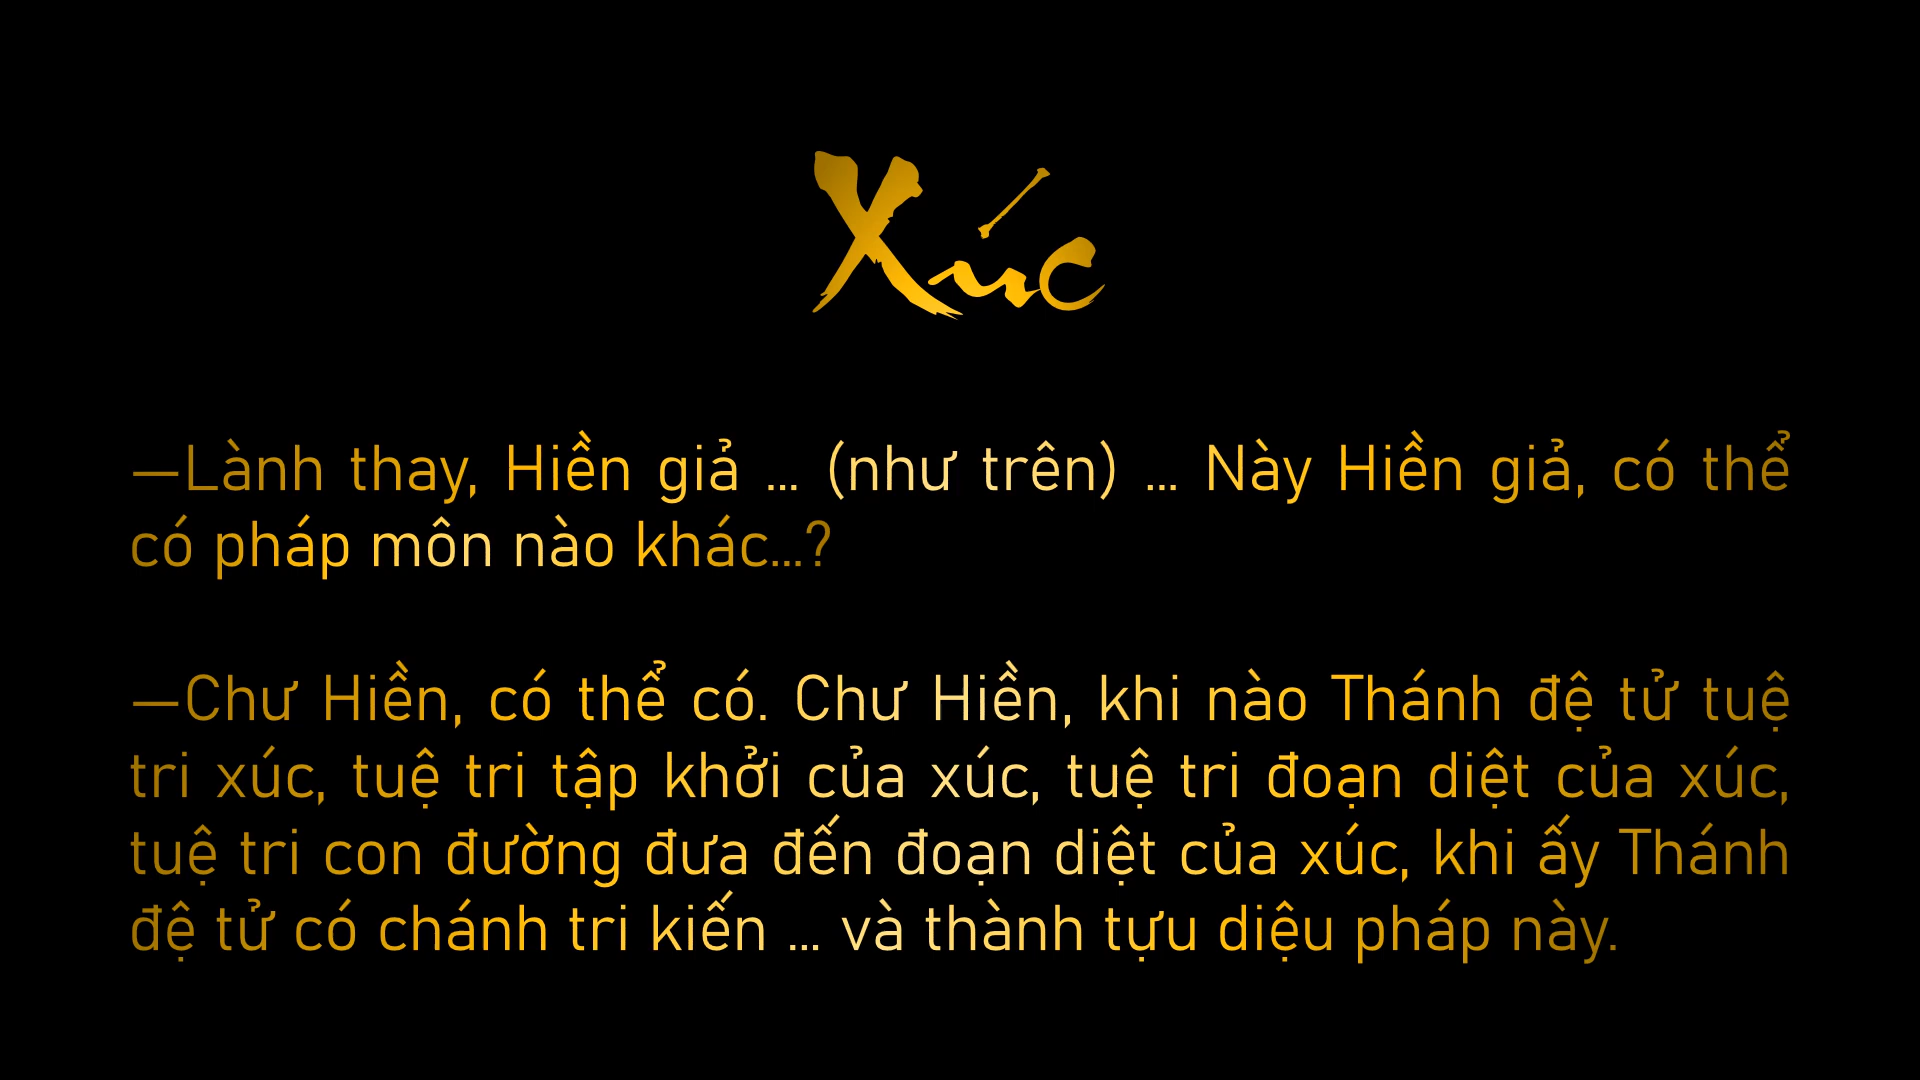 Xúc
—Lành thay, Hiền giả ... (như trên) ... Này Hiền giả, có thể
có pháp môn nào khác...?
—Chư Hiền, có thể có. Chư Hiền, khi nào Thánh đệ tử tuệ
tri xúc, tuệ tri tập khởi của xúc, tuệ tri đoạn diệt của xúc,
tuệ tri con đường đưa đến đoạn diệt của xúc, khi ấy Thánh
đệ tử có chánh tri kiến ... và thành tựu diệu pháp này.